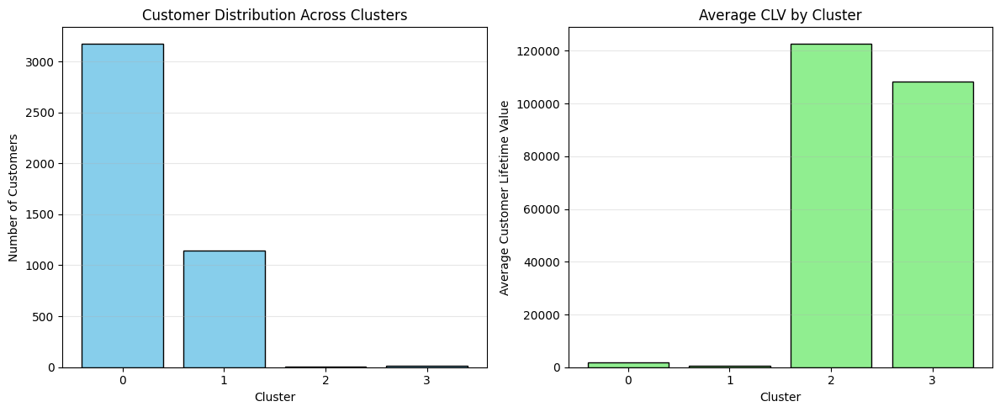 Customer Distribution Across Clusters
Number of Customers
3000
2500
2000
1500
1000
500
0
0 1 2 3
Cluster
Average CLV by Cluster
Average Customer Lifetime Value
120000
100000
80000
60000
40000
20000
0
0 1 2 3
Cluster